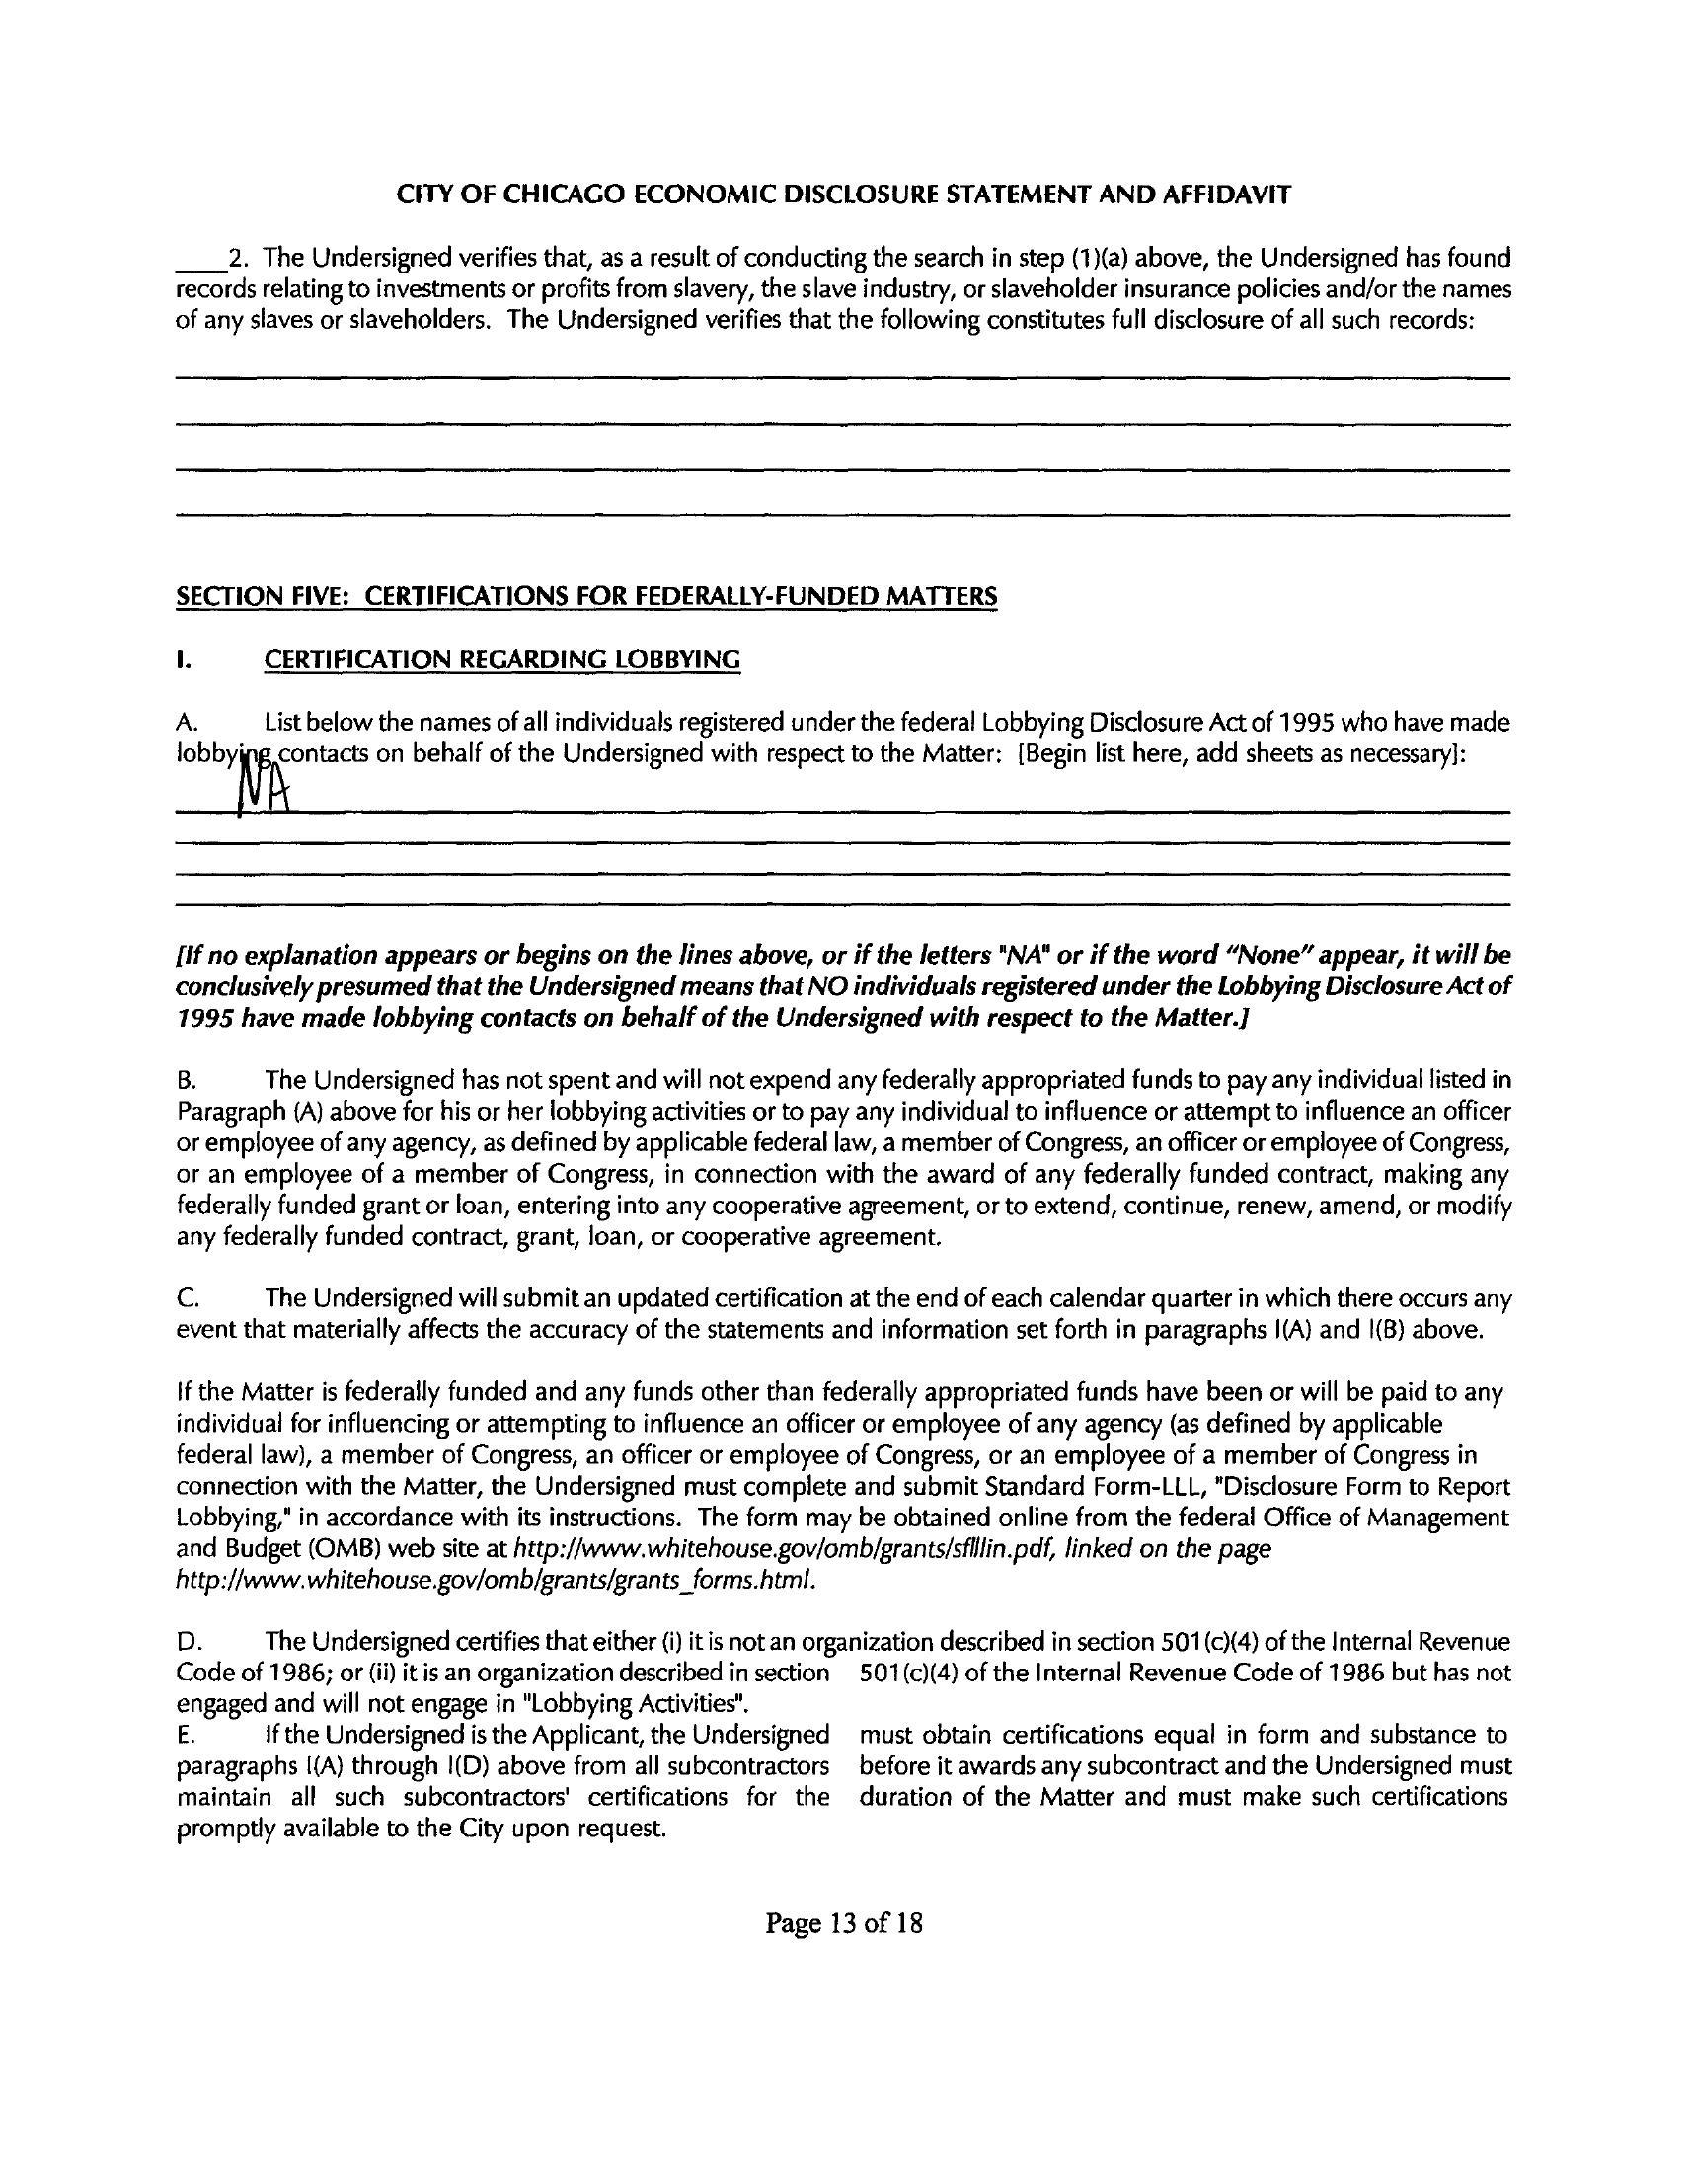 CITY OF CHICAGO ECONOMIC DISCLOSURE STATEMENT AND AFFIDAVIT
____2. The Undersigned verifies that, as a result of conducting the search in step (1)(a) above, the Undersigned has found
records relating to investments or profits from slavery, the slave industry, or slaveholder insurance policies and/or the names
of any slaves or slaveholders. The Undersigned verifies that the following constitutes full disclosure of all such records:
SECTION FIVE: CERTIFICATIONS FOR FEDERALLY-FUNDED MATTERS
I. CERTIFICATION REGARDING LOBBYING
A. List below the names of all individuals registered under the federal Lobbying Disclosure Act of 1995 who have made
lobbying contacts on behalf of the Undersigned with respect to the Matter: [Begin list here, add sheets as necessary]:
NA
[If no explanation appears or begins on the lines above, or if the letters "NA" or if the word “None” appear, it will be
conclusively presumed that the Undersigned means that NO individuals registered under the Lobbying Disclosure Act of
1995 have made lobbying contacts on behalf of the Undersigned with respect to the Matter.]
B. The Undersigned has not spent and will not expend any federally appropriated funds to pay any individual listed in
Paragraph (A) above for his or her lobbying activities or to pay any individual to influence or attempt to influence an officer
or employee of any agency, as defined by applicable federal law, a member of Congress, an officer or employee of Congress,
or an employee of a member of Congress, in connection with the award of any federally funded contract, making any
federally funded grant or loan, entering into any cooperative agreement, or to extend, continue, renew, amend, or modify
any federally funded contract, grant, loan, or cooperative agreement.
C. The Undersigned will submit an updated certification at the end of each calendar quarter in which there occurs any
event that materially affects the accuracy of the statements and information set forth in paragraphs I(A) and I(B) above.
If the Matter is federally funded and any funds other than federally appropriated funds have been or will be paid to any
individual for influencing or attempting to influence an officer or employee of any agency (as defined by applicable
federal law), a member of Congress, an officer or employee of Congress, or an employee of a member of Congress in
connection with the Matter, the Undersigned must complete and submit Standard Form-LLL, "Disclosure Form to Report
Lobbying," in accordance with its instructions. The form may be obtained online from the federal Office of Management
and Budget (OMB) web site at http://www.whitehouse.gov/omb/grants/sflllin.pdf, linked on the page
http://www.whitehouse.gov/omb/grants/grants_forms.html.
D. The Undersigned certifies that either (i) it is not an organization described in section 501(c)(4) of the Internal Revenue
Code of 1986; or (ii) it is an organization described in section 501(c)(4) of the Internal Revenue Code of 1986 but has not
engaged and will not engage in "Lobbying Activities".
E. If the Undersigned is the Applicant, the Undersigned must obtain certifications equal in form and substance to
paragraphs I(A) through I(D) above from all subcontractors before it awards any subcontract and the Undersigned must
maintain all such subcontractors' certifications for the duration of the Matter and must make such certifications
promptly available to the City upon request.
Page 13 of 18